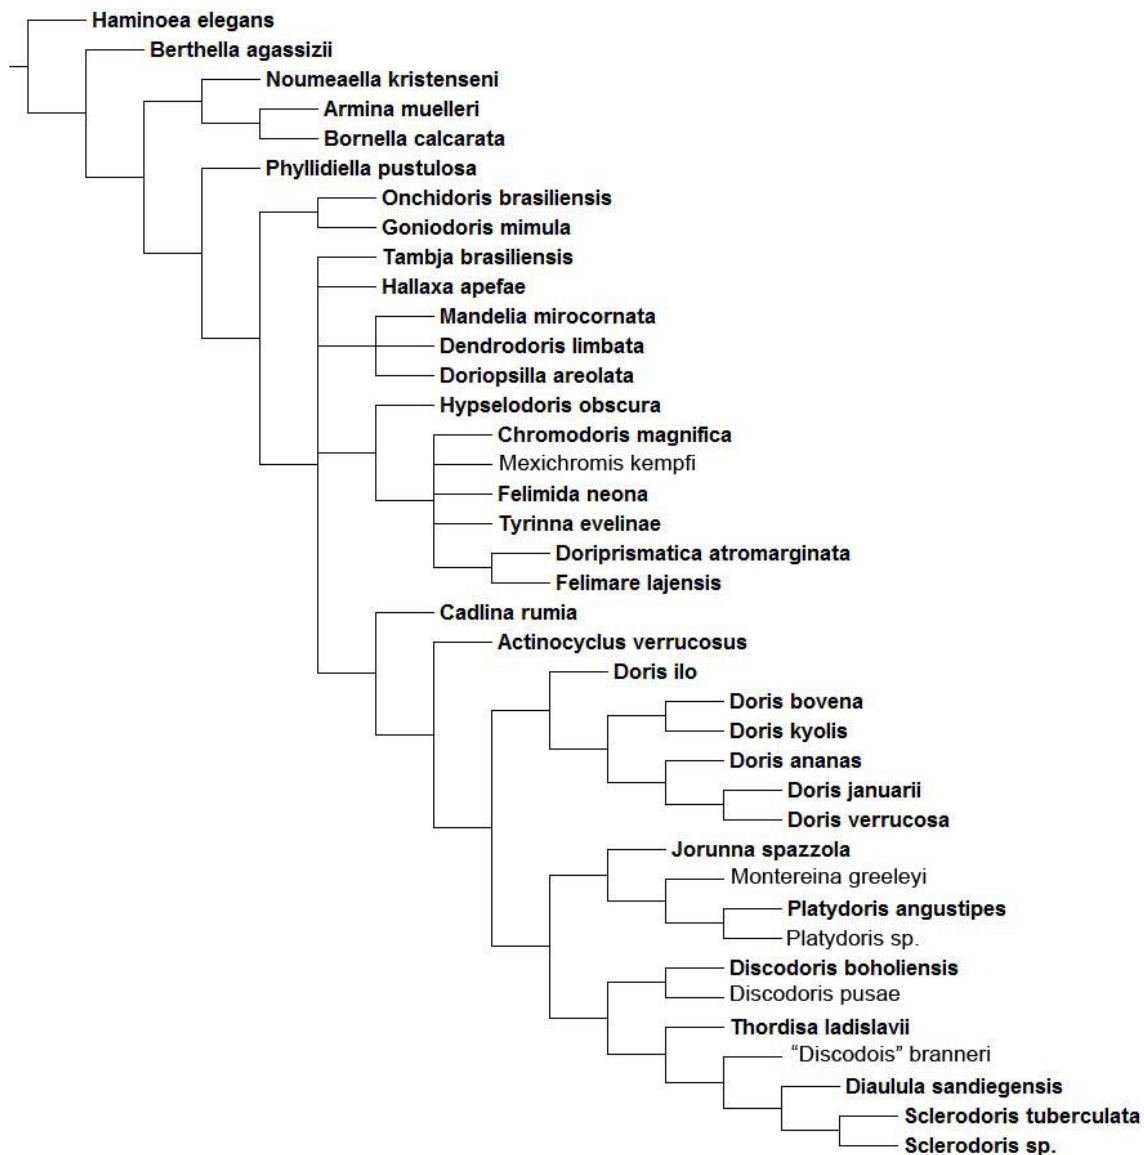 Haminoea elegans
Berthella agassizii
Noumeaella kristenseni
Armina muelleri
Bornella calcarata
Phyllidiella pustulosa
Onchidoris brasiliensis
Goniodoris mimula
Tambja brasiliensis
Hallaxa apefae
Mandelia mirocornata
Dendrodoris limbata
Doriopsilla areolata
Hypselodoris obscura
Chromodoris magnifica
Mexichromis kempfi
Felimida neona
Tyrinna evelinae
Doriprismatica atromarginata
Felimare lajensis
Cadlina rumia
Actinocyclus verrucosus
Doris ilo
Doris bovena
Doris kyolis
Doris ananas
Doris januarii
Doris verrucosa
Jorunna spazzola
Montereina greeleyi
Platydoris angustipes
Platydoris sp.
Discodoris boholiensis
Discodoris pusae
Thordisa ladislavii
“Discodois” branneri
Diaulula sandiegensis
Sclerodoris tuberculata
Sclerodoris sp.